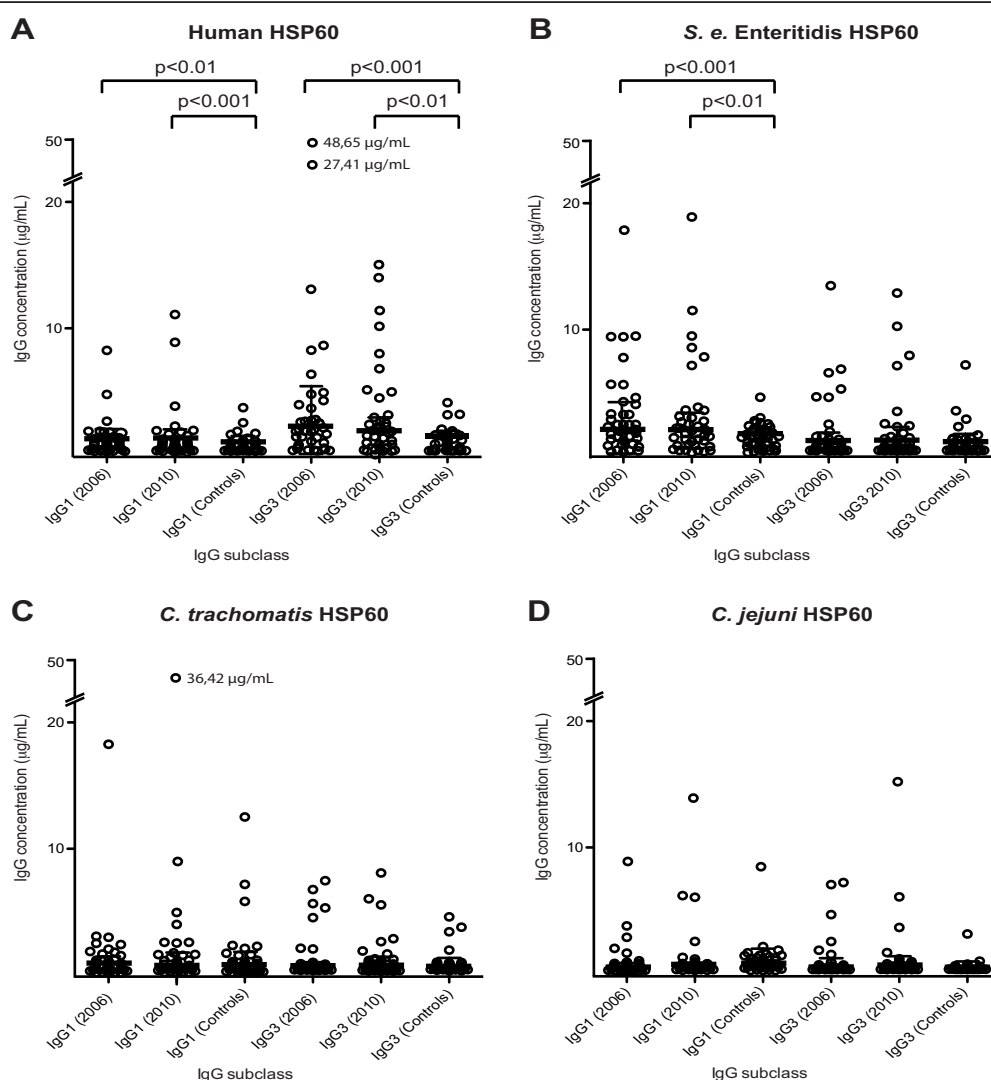 A
Human HSP60
p<0.01
p<0.001
p<0.001
p<0.01
50
48,65 µg/mL
27,41 µg/mL
20
10
IgG concentration (µg/mL)
IgG1 (2006)
IgG1 (2010)
IgG1 (Controls)
IgG3 (2006)
IgG3 (2010)
IgG3 (Controls)
IgG subclass
B
S. e. Enteritidis HSP60
p<0.001
p<0.01
50
20
10
IgG concentration (µg/mL)
IgG1 (2006)
IgG1 (2010)
IgG1 (Controls)
IgG3 (2006)
IgG3 2010)
IgG3 (Controls)
IgG subclass
C
C. trachomatis HSP60
50
36,42 µg/mL
20
10
IgG concentration (µg/mL)
IgG1 (2006)
IgG1 (2010)
IgG1 (Controls)
IgG3 (2006)
IgG3 (2010)
IgG3 (Controls)
IgG subclass
D
C. jejuni HSP60
50
20
10
IgG concentration (µg/mL)
IgG1 (2006)
IgG1 (2010)
IgG1 (Controls)
IgG3 (2006)
IgG3 (2010)
IgG3 (Controls)
IgG subclass